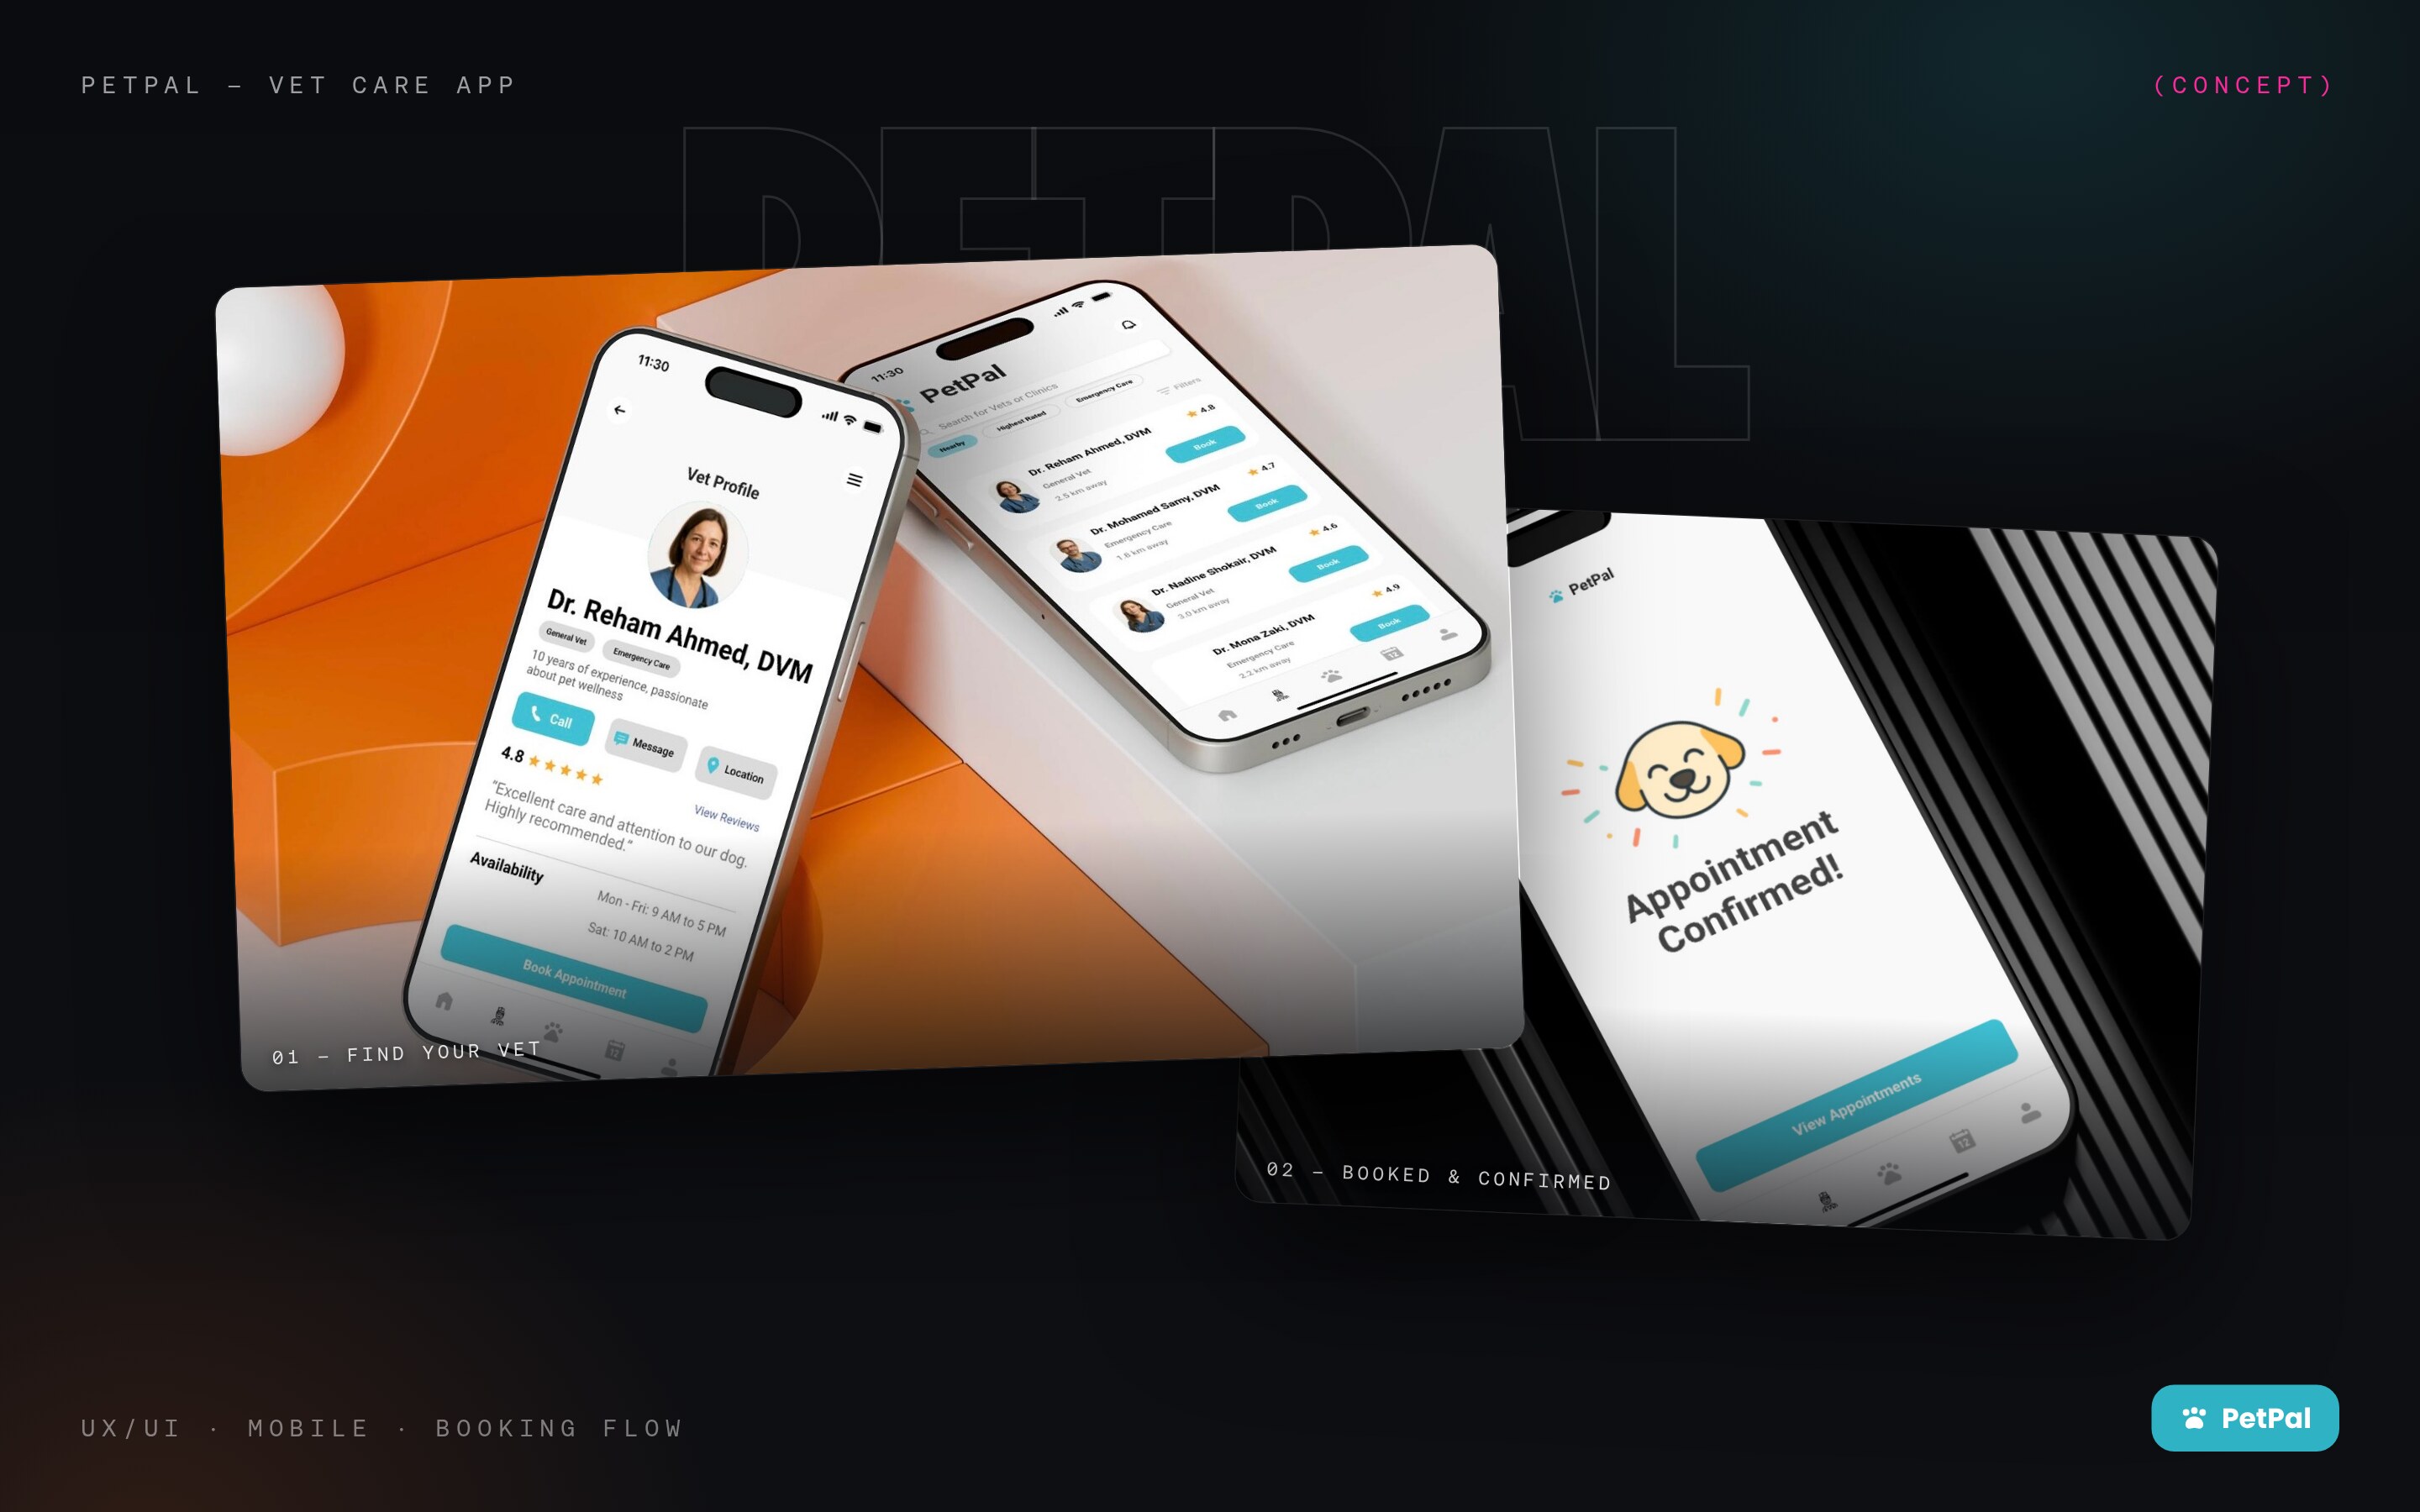 PETPAL – VET CARE APP
(CONCEPT)
PETPAL
11:30
Vet Profile
Dr. Reham Ahmed, DVM
General Vet
Emergency Care
10 years of experience, passionate
about pet wellness
Call
Message
Location
4.8
View Reviews
"Excellent care and attention to our dog.
Highly recommended."
Availability
Mon - Fri: 9 AM to 5 PM
Sat: 10 AM to 2 PM
Book Appointment
12
01 – FIND YOUR VET
11:30
PetPal
Search for Vets or Clinics
Nearby
Highest Rated
Emergency Care
Filters
Dr. Reham Ahmed, DVM
4.8
General Vet
2.5 km away
Book
Dr. Mohamed Samy, DVM
4.7
Emergency Care
1.8 km away
Book
Dr. Nadine Shokair, DVM
4.6
General Vet
3.0 km away
Book
Dr. Mona Zaki, DVM
4.9
Emergency Care
2.2 km away
Book
12
PetPal
Appointment
Confirmed!
View Appointments
12
02 – BOOKED & CONFIRMED
UX/UI · MOBILE · BOOKING FLOW
PetPal